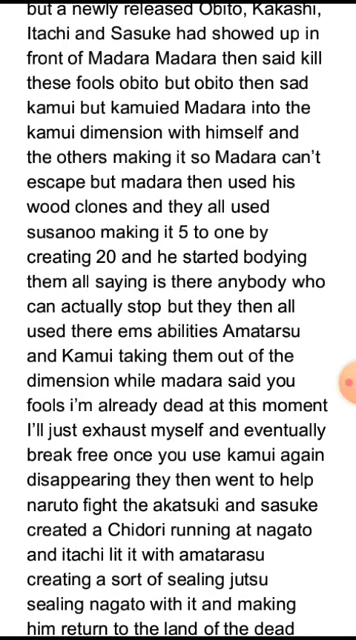 but a newly released Obito, Kakashi,
Itachi and Sasuke had showed up in
front of Madara Madara then said kill
these fools obito but obito then sad
kamui but kamuied Madara into the
kamui dimension with himself and
the others making it so Madara can't
escape but madara then used his
wood clones and they all used
susanoo making it 5 to one by
creating 20 and he started bodying
them all saying is there anybody who
can actually stop but they then all
used there ems abilities Amatarsu
and Kamui taking them out of the
dimension while madara said you
fools i'm already dead at this moment
I'll just exhaust myself and eventually
break free once you use kamui again
disappearing they then went to help
naruto fight the akatsuki and sasuke
created a Chidori running at nagato
and itachi lit it with amatarasu
creating a sort of sealing jutsu
sealing nagato with it and making
him return to the land of the dead